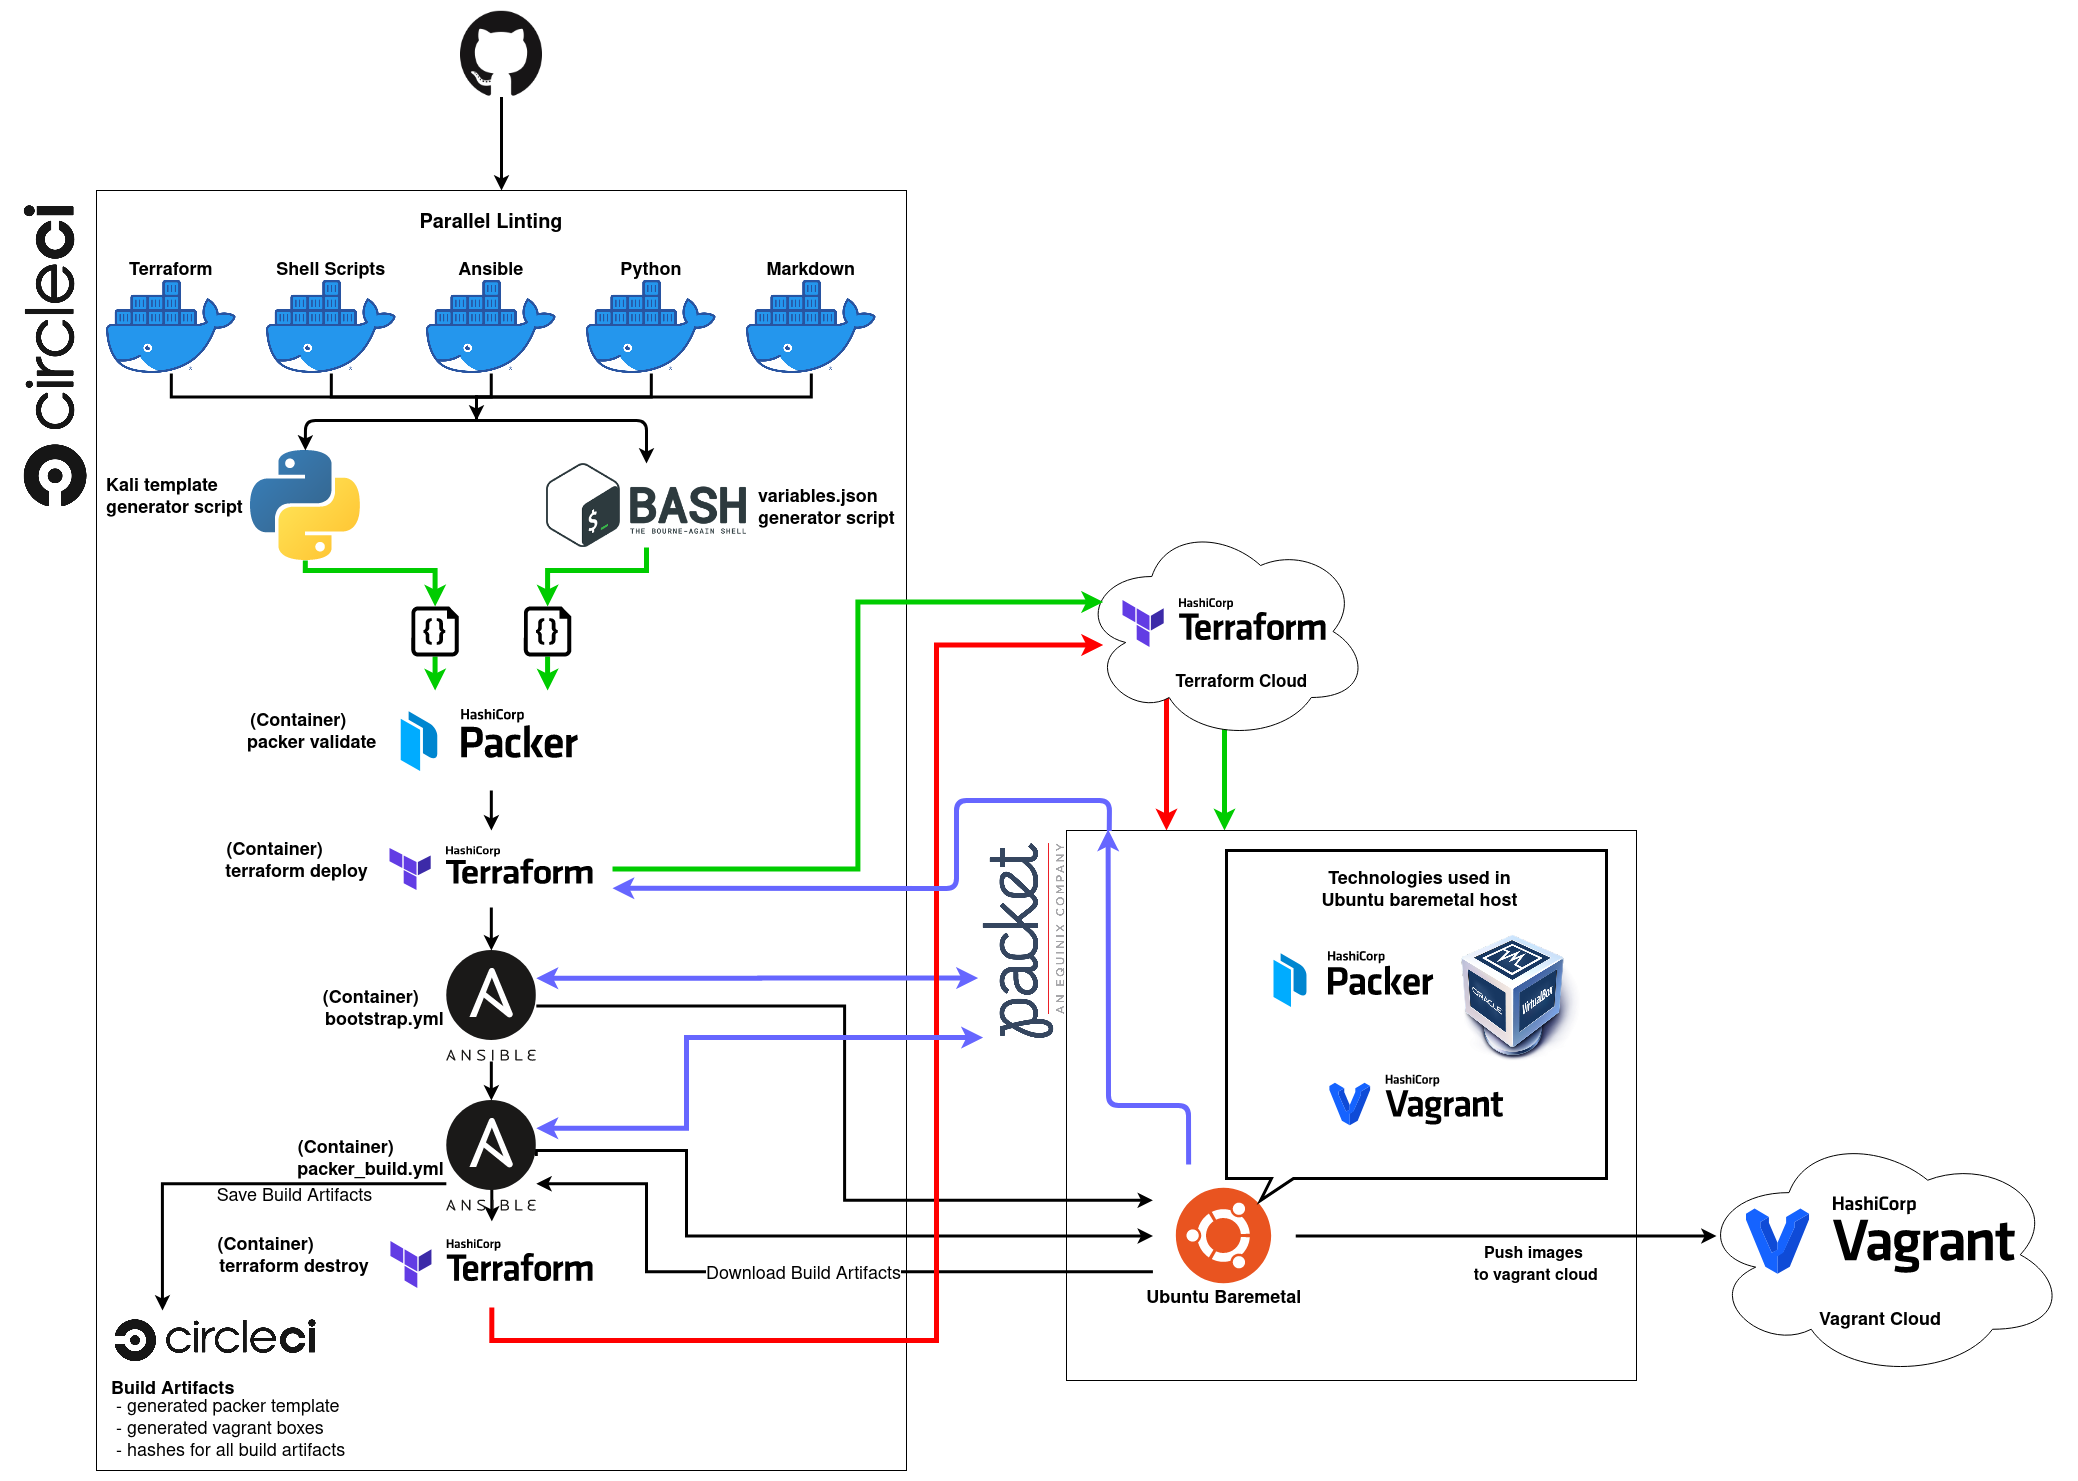 circleci
Parallel Linting
Terraform
Shell Scripts
Ansible
Python
Markdown
Kali template
generator script
$_
BASH
THE BOURNE-AGAIN SHELL
variables.json
generator script
{}
{}
(Container)
packer validate
HashiCorp
Packer
(Container)
terraform deploy
HashiCorp
Terraform
(Container)
bootstrap.yml
ANSIBLE
(Container)
packer_build.yml
ANSIBLE
Save Build Artifacts
(Container)
terraform destroy
HashiCorp
Terraform
Download Build Artifacts
circleci
Build Artifacts
- generated packer template
- generated vagrant boxes
- hashes for all build artifacts
HashiCorp
Terraform
Terraform Cloud
packet
AN EQUINIX COMPANY
Technologies used in
Ubuntu baremetal host
HashiCorp
Packer
ORACLE
VirtualBox
HashiCorp
Vagrant
Ubuntu Baremetal
Push images
to vagrant cloud
HashiCorp
Vagrant
Vagrant Cloud